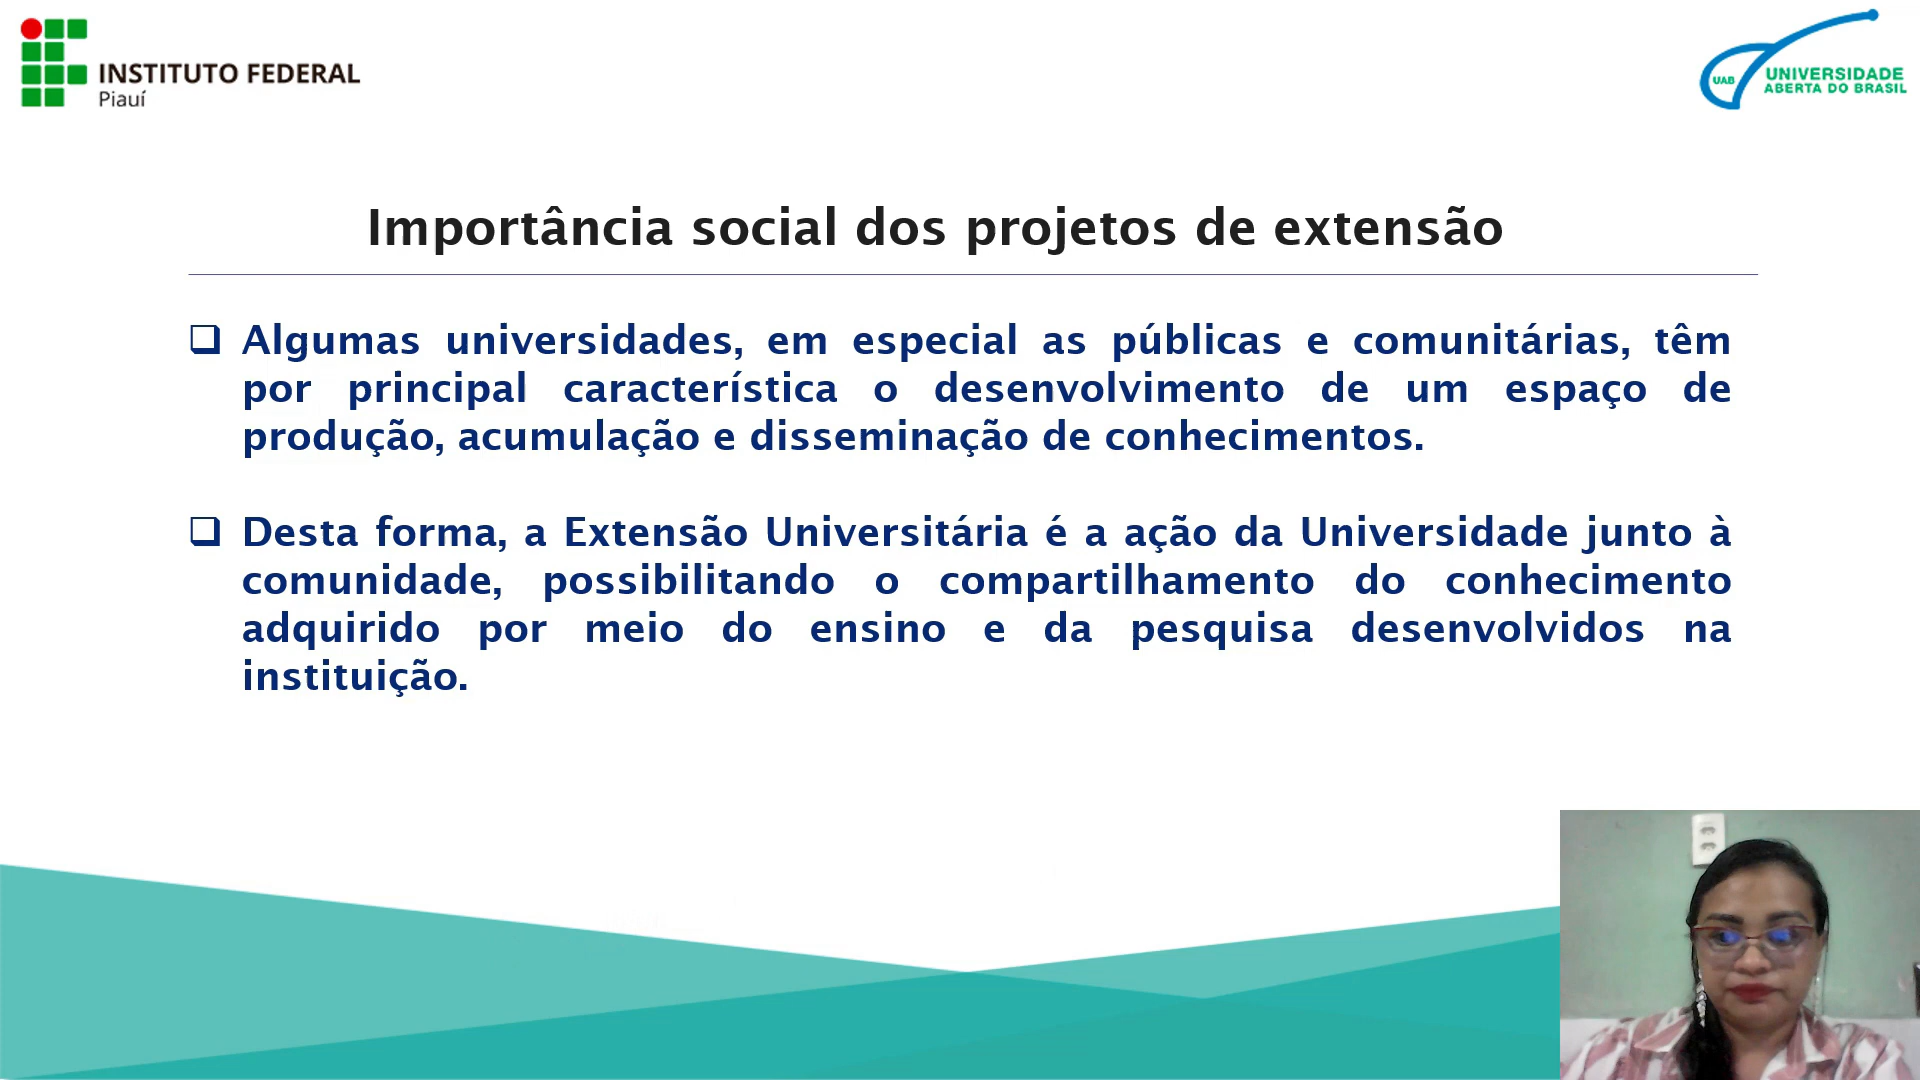 INSTITUTO FEDERAL
Piauí
UAB
UNIVERSIDADE
ABERTA DO BRASIL
Importância social dos projetos de extensão
❑ Algumas universidades, em especial as públicas e comunitárias, têm
por principal característica o desenvolvimento de um espaço de
produção, acumulação e disseminação de conhecimentos.
❑ Desta forma, a Extensão Universitária é a ação da Universidade junto à
comunidade, possibilitando o compartilhamento do conhecimento
adquirido por meio do ensino e da pesquisa desenvolvidos na
instituição.